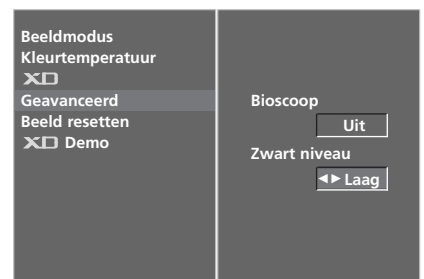 Beeldmodus
Kleurtemperatuur
XD
Geavanceerd
Beeld resetten
XD Demo
Bioscoop
Uit
Zwart niveau
◄► Laag